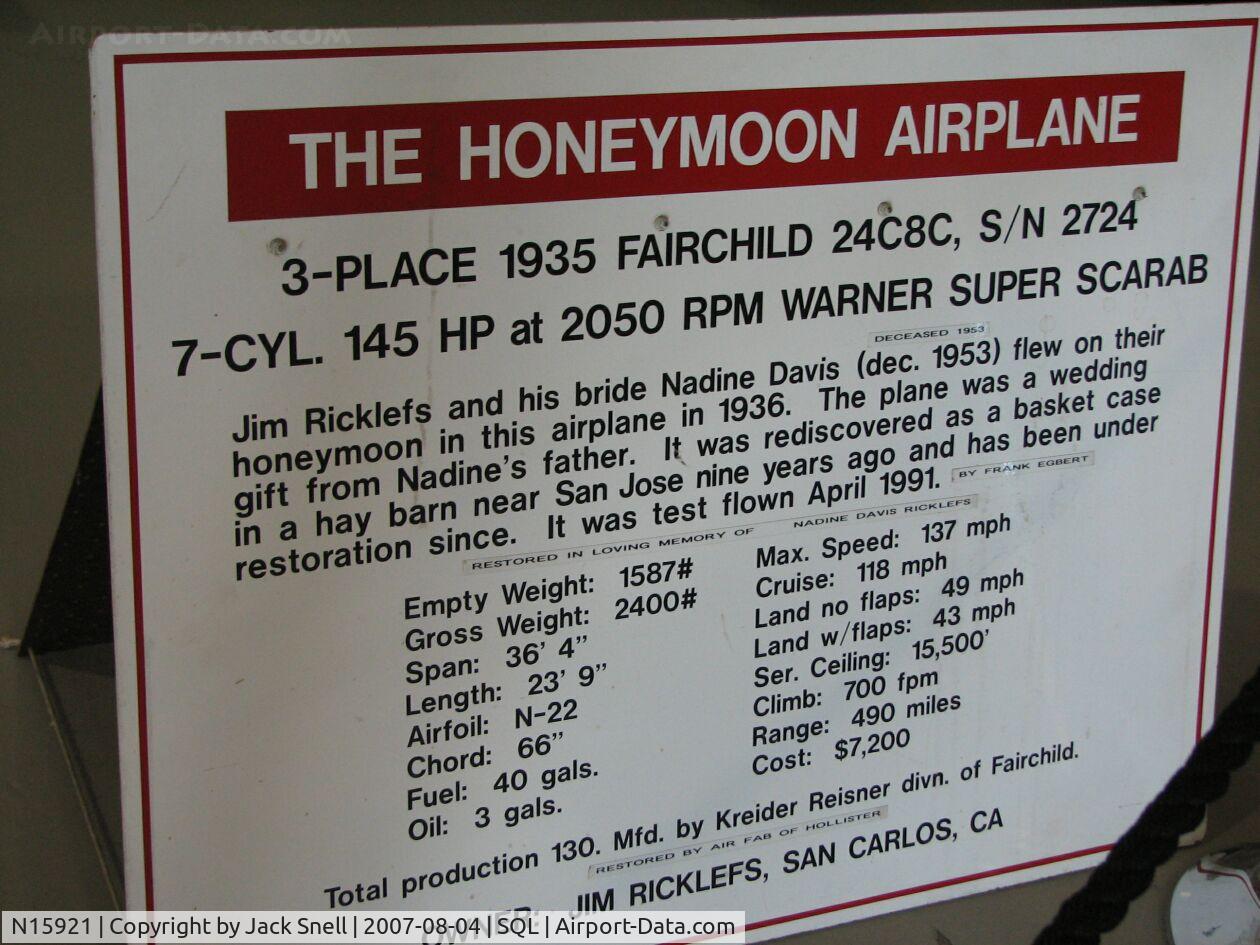 AIRPORT-DATA.COM
THE HONEYMOON AIRPLANE
3-PLACE 1935 FAIRCHILD 24C8C, S/N 2724
7-CYL. 145 HP at 2050 RPM WARNER SUPER SCARAB
DECEASED 1953
Jim Ricklefs and his bride Nadine Davis (dec. 1953) flew on their
honeymoon in this airplane in 1936. The plane was a wedding
gift from Nadine's father. It was rediscovered as a basket case
in a hay barn near San Jose nine years ago and has been under
restoration since. It was test flown April 1991. BY FRANK EGBERT
RESTORED IN LOVING MEMORY OF NADINE DAVIS RICKLEFS
Empty Weight: 1587#
Gross Weight: 2400#
Span: 36' 4"
Length: 23' 9"
Airfoil: N-22
Chord: 66"
Fuel: 40 gals.
Oil: 3 gals.
Max. Speed: 137 mph
Cruise: 118 mph
Land no flaps: 49 mph
Land w/flaps: 43 mph
Ser. Ceiling: 15,500'
Climb: 700 fpm
Range: 490 miles
Cost: $7,200
Total production 130. Mfd. by Kreider Reisner divn. of Fairchild.
RESTORED BY AIR FAB OF HOLLISTER
OWNER: JIM RICKLEFS, SAN CARLOS, CA
N15921 | Copyright by Jack Snell | 2007-08-04 | SQL | Airport-Data.com